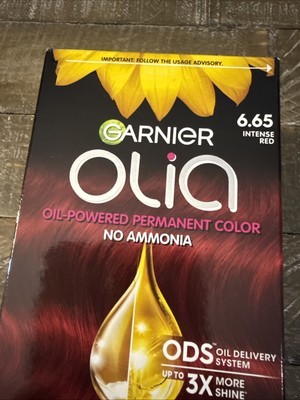 IMPORTANT: FOLLOW THE USAGE ADVISORY.
6.65
INTENSE
RED
GARNIER
OLIA
OIL-POWERED PERMANENT COLOR
NO AMMONIA
ODS™ OIL DELIVERY
SYSTEM
UP TO 3X MORE
SHINE*